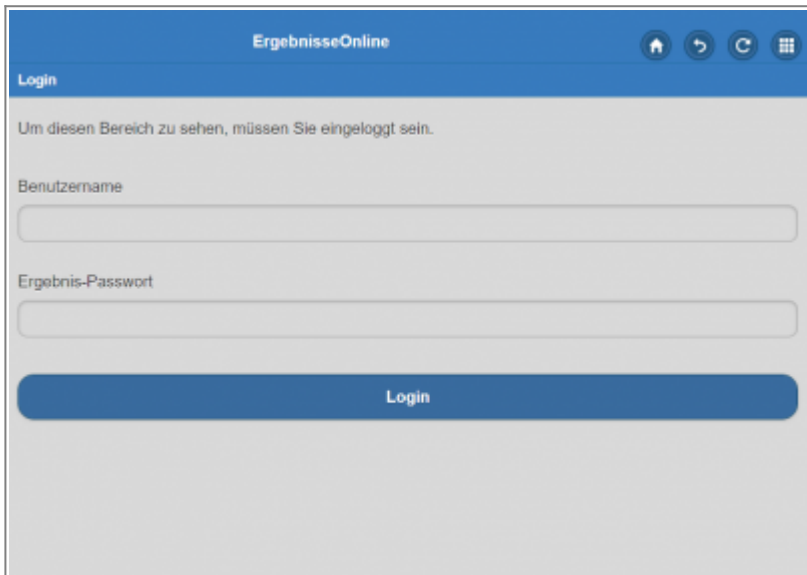 ErgebnisseOnline
Login
Um diesen Bereich zu sehen, müssen Sie eingeloggt sein.
Benutzername
Ergebnis-Passwort
Login